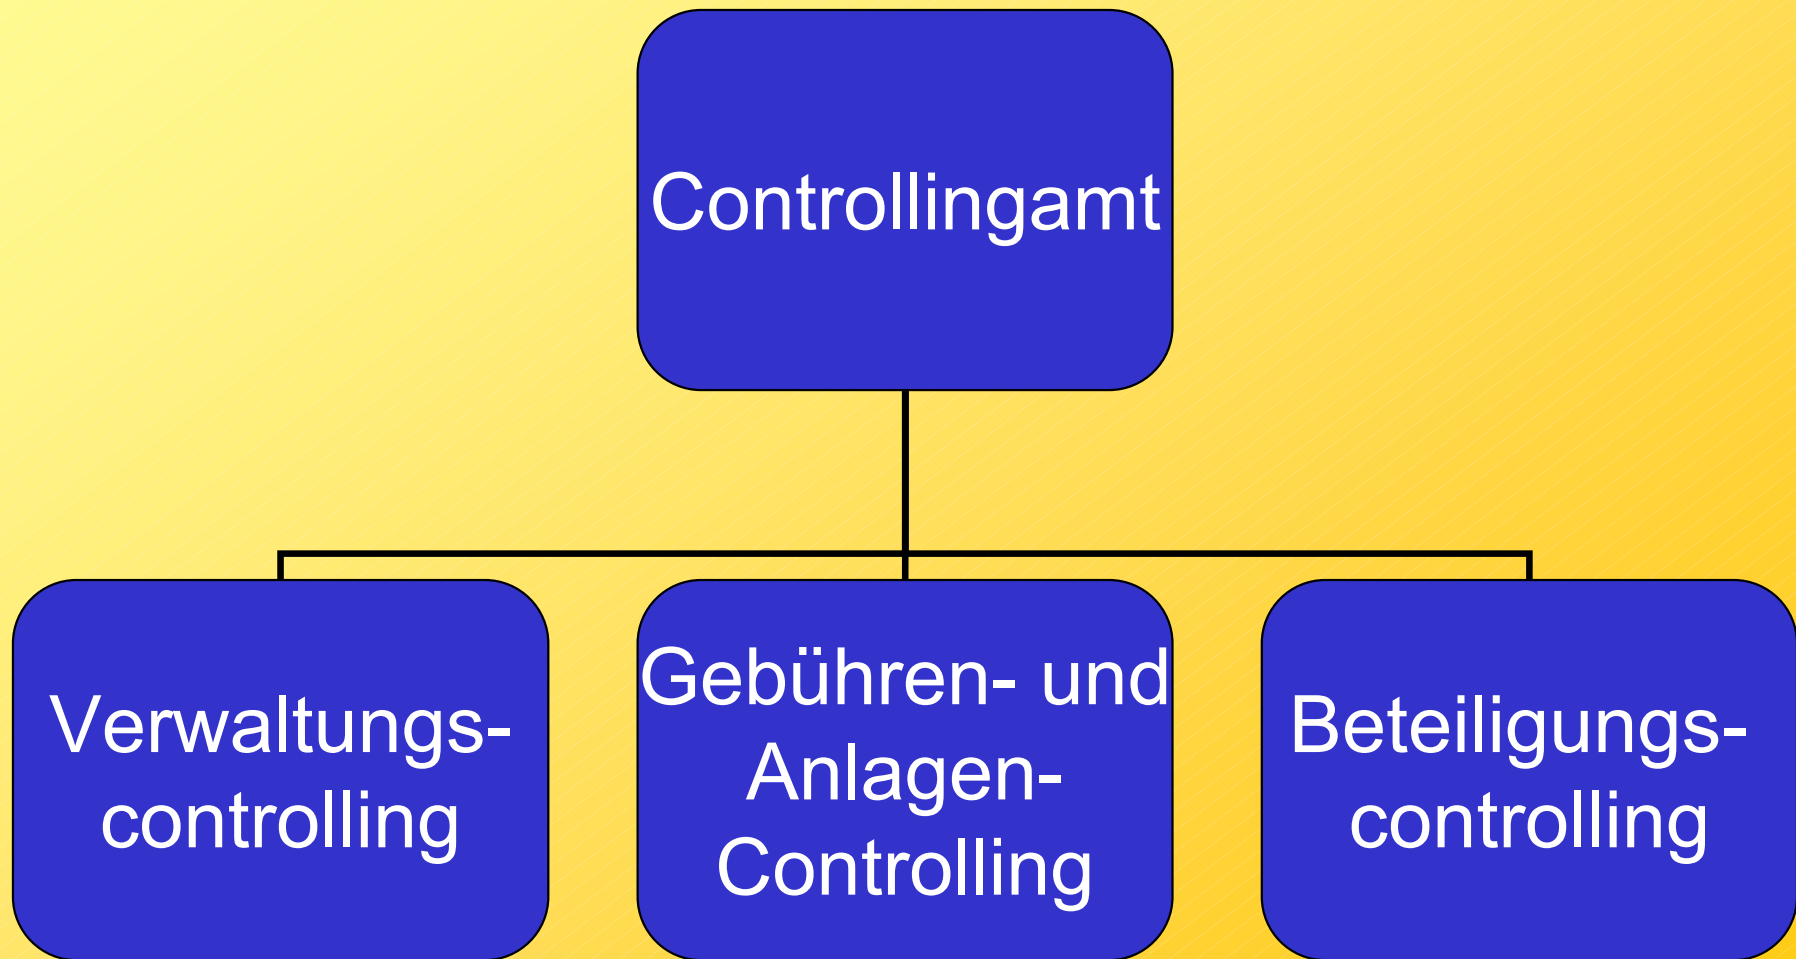 Controllingamt
Verwaltungs-
controlling
Gebühren- und
Anlagen-
Controlling
Beteiligungs-
controlling